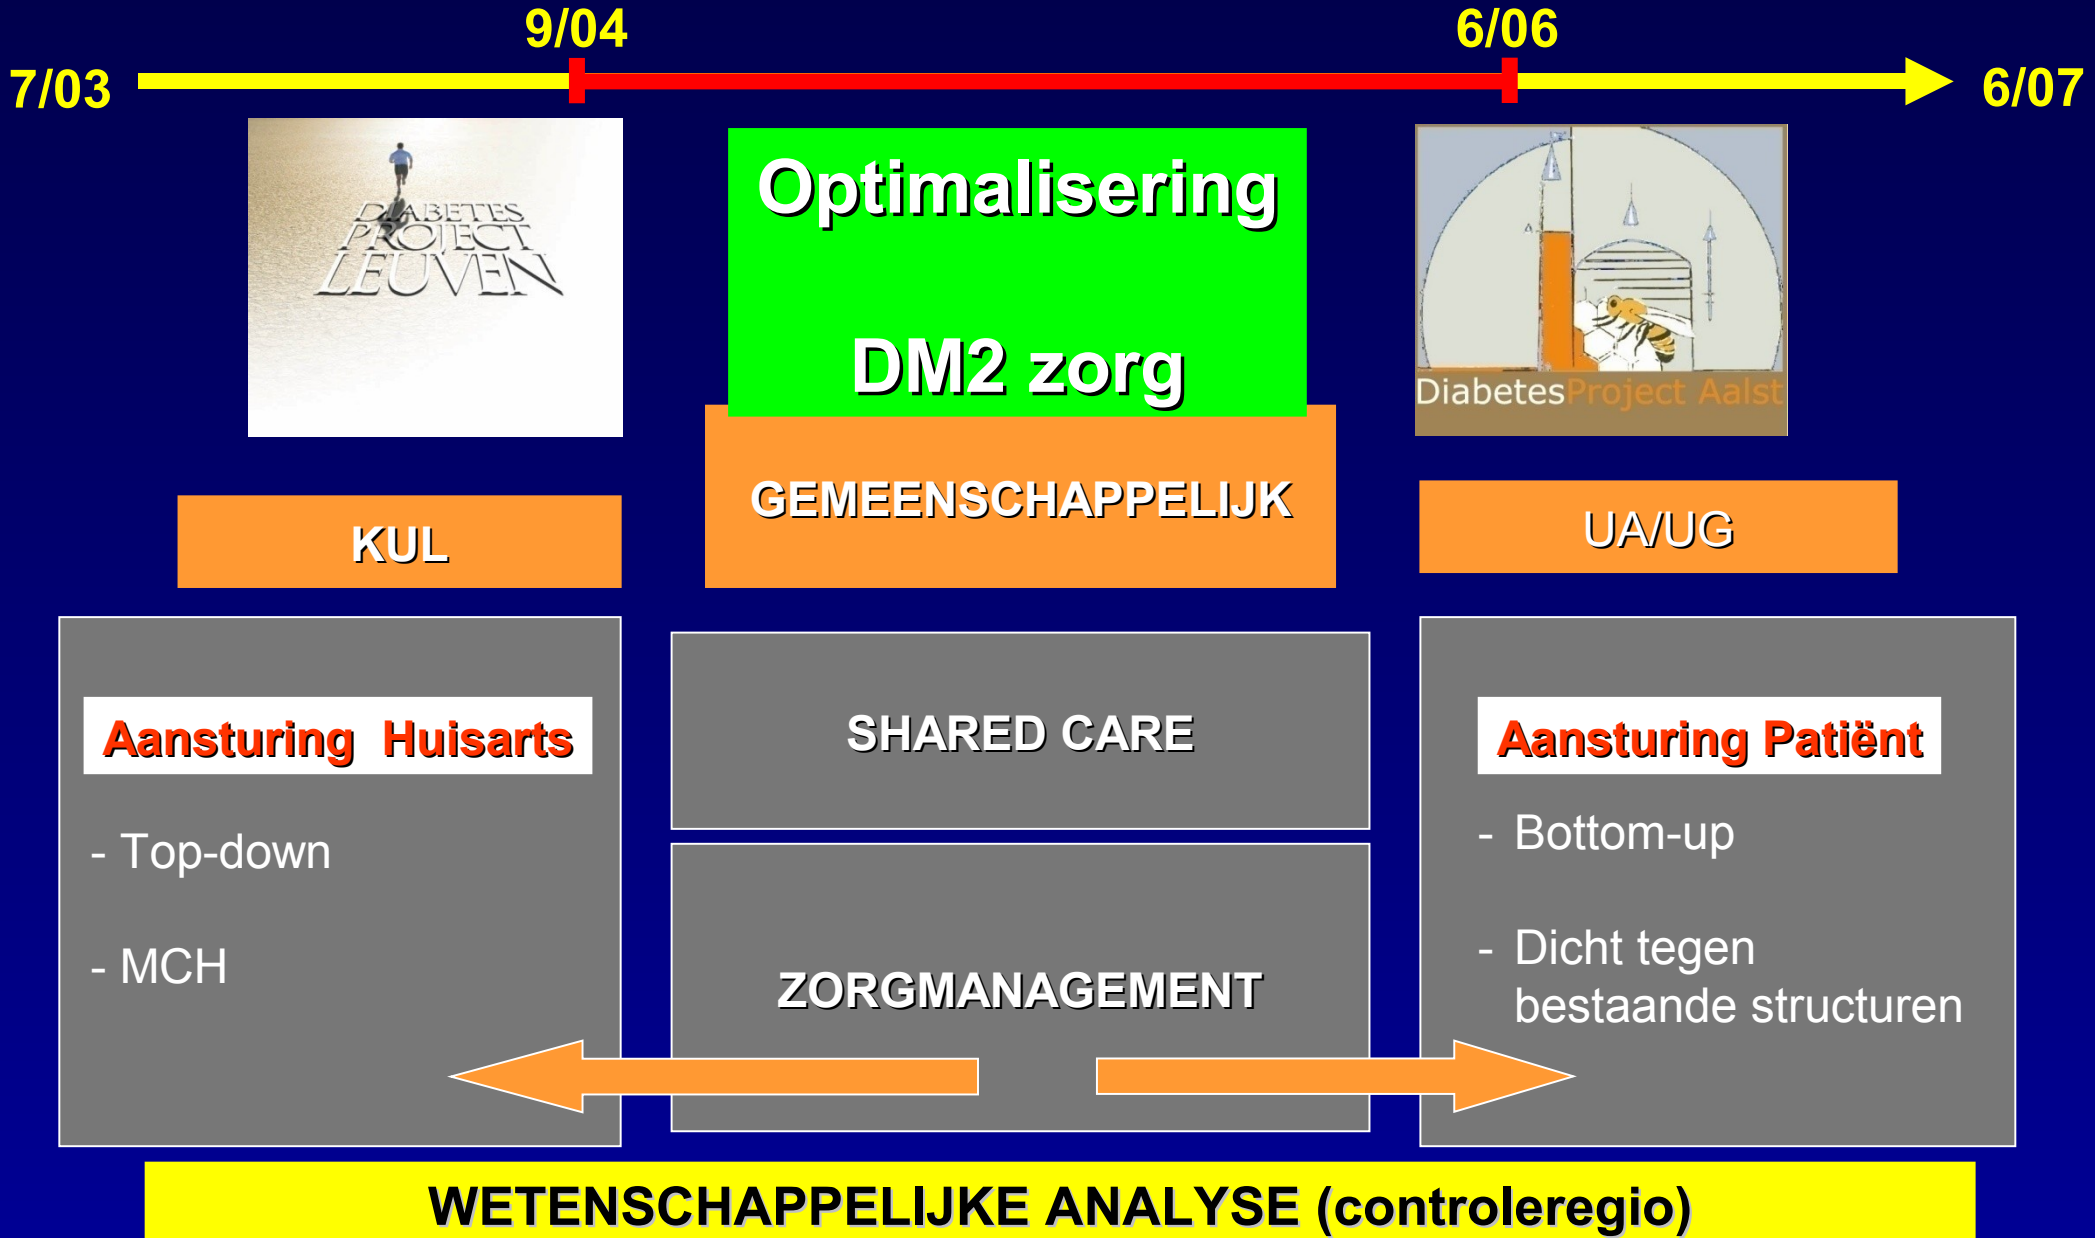 9/04
6/06
7/03
6/07
DIABETES
PROJECT
LEUVEN
Optimalisering
DM2 zorg
DiabetesProject Aalst
KUL
GEMEENSCHAPPELIJK
UA/UG
Aansturing  Huisarts
- Top-down
- MCH
SHARED CARE
ZORGMANAGEMENT
Aansturing Patiënt
- Bottom-up
- Dicht tegen
bestaande structuren
WETENSCHAPPELIJKE ANALYSE (controleregio)